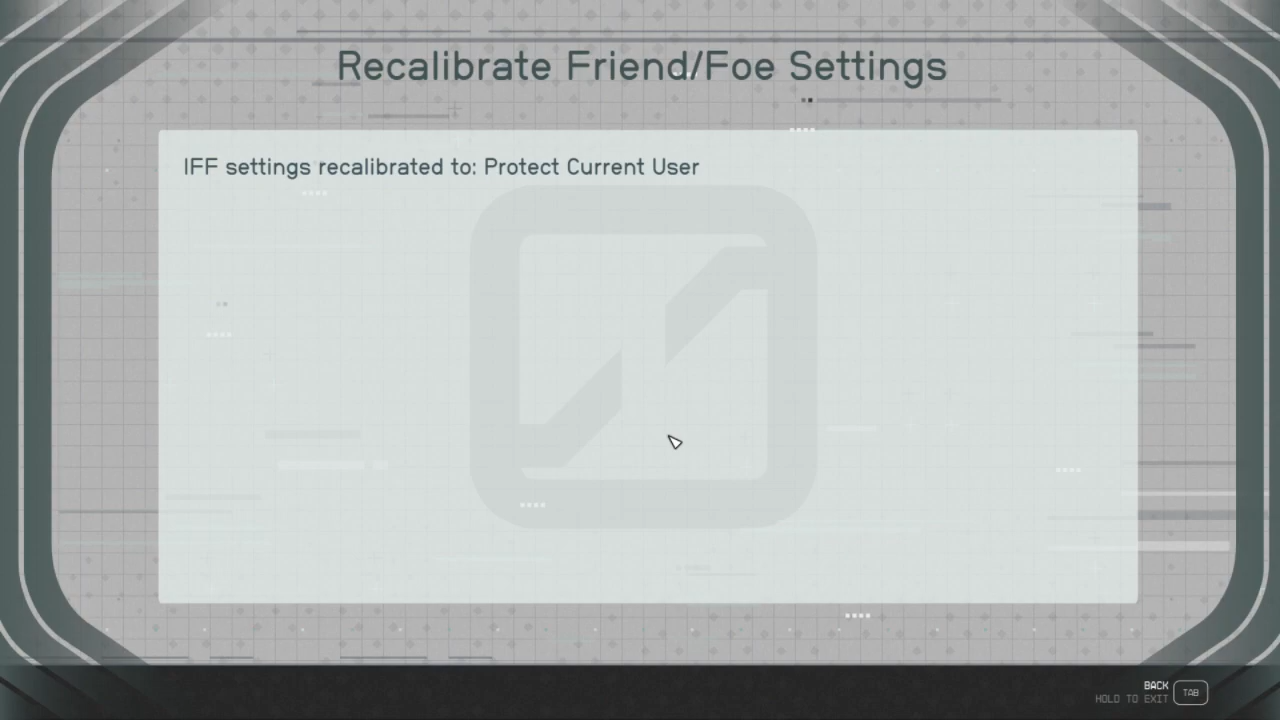 Recalibrate Friend/Foe Settings
IFF settings recalibrated to: Protect Current User
BACK
HOLD TO EXIT
TAB